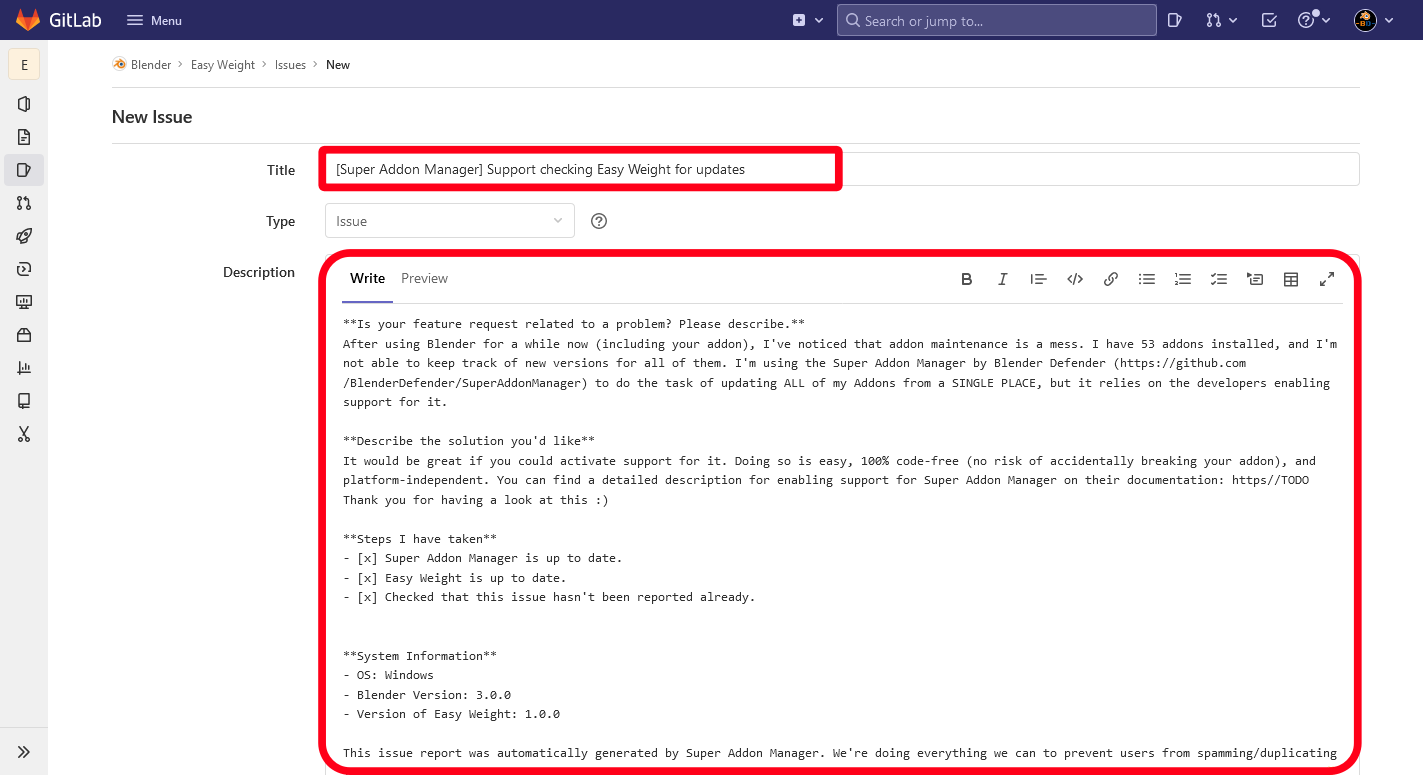 GitLab
Menu
Search or jump to...
E
Blender > Easy Weight > Issues > New
New Issue
Title
[Super Addon Manager] Support checking Easy Weight for updates
Type
Issue
Description
Write
Preview
**Is your feature request related to a problem? Please describe.**
After using Blender for a while now (including your addon), I've noticed that addon maintenance is a mess. I have 53 addons installed, and I'm
not able to keep track of new versions for all of them. I'm using the Super Addon Manager by Blender Defender (https://github.com
/BlenderDefender/SuperAddonManager) to do the task of updating ALL of my Addons from a SINGLE PLACE, but it relies on the developers enabling
support for it.
**Describe the solution you'd like**
It would be great if you could activate support for it. Doing so is easy, 100% code-free (no risk of accidentally breaking your addon), and
platform-independent. You can find a detailed description for enabling support for Super Addon Manager on their documentation: https//TODO
Thank you for having a look at this :)
**Steps I have taken**
- [x] Super Addon Manager is up to date.
- [x] Easy Weight is up to date.
- [x] Checked that this issue hasn't been reported already.
**System Information**
- OS: Windows
- Blender Version: 3.0.0
- Version of Easy Weight: 1.0.0
This issue report was automatically generated by Super Addon Manager. We're doing everything we can to prevent users from spamming/duplicating